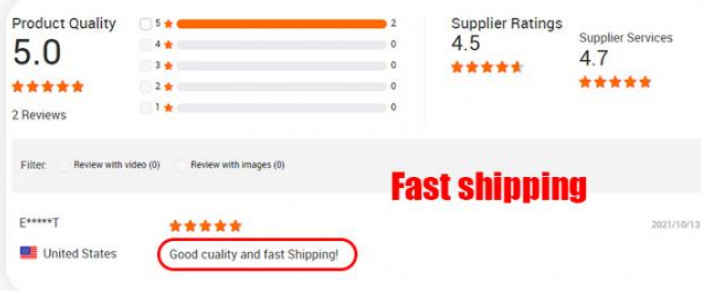 Product Quality
5.0
2 Reviews
5 2
4 0
3 0
2 0
1 0
Supplier Ratings
4.5
Supplier Services
4.7
Filter: Review with video (0) Review with images (0)
Fast shipping
E*****T
2021/10/13
United States
Good cuality and fast Shipping!